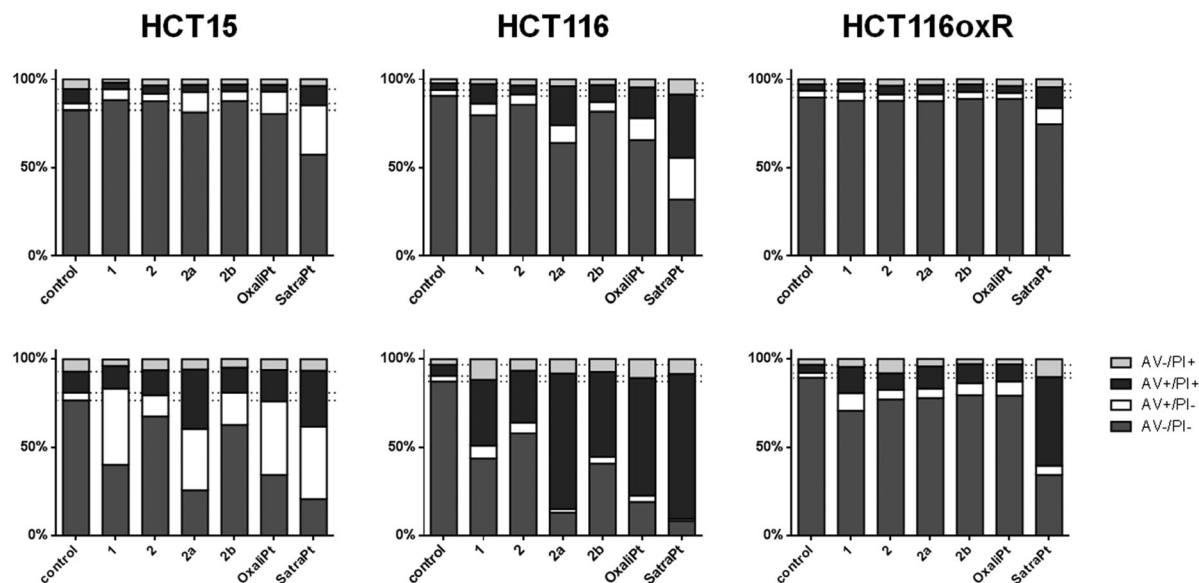 HCT15 HCT116 HCT116oxR
100% 100% 100%
50% 50% 50%
0% 0% 0%
control 1 2 2a 2b OxaliPt SatraPt control 1 2 2a 2b OxaliPt SatraPt control 1 2 2a 2b OxaliPt SatraPt
100% 100% 100%
AV-/PI+
AV+/PI+
AV+/PI-
AV-/PI-
50% 50% 50%
0% 0% 0%
control 1 2 2a 2b OxaliPt SatraPt control 1 2 2a 2b OxaliPt SatraPt control 1 2 2a 2b OxaliPt SatraPt